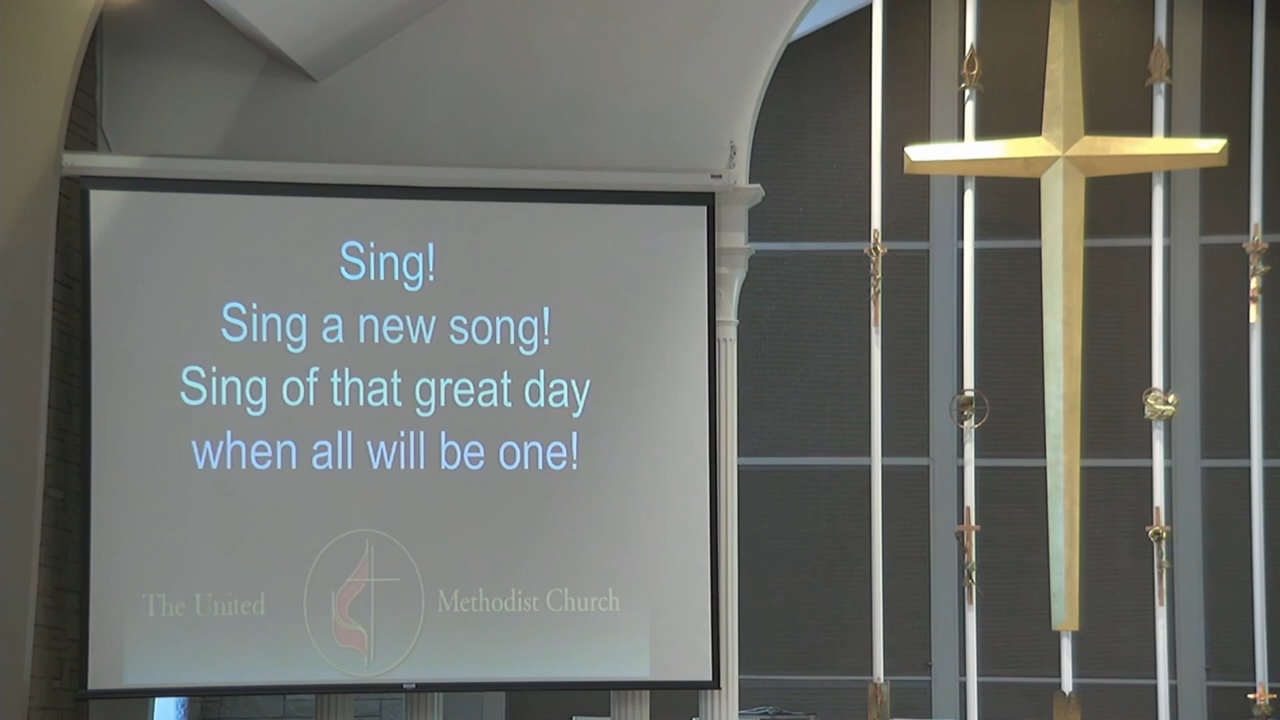 Sing!
Sing a new song!
Sing of that great day
when all will be one!
The United Methodist Church